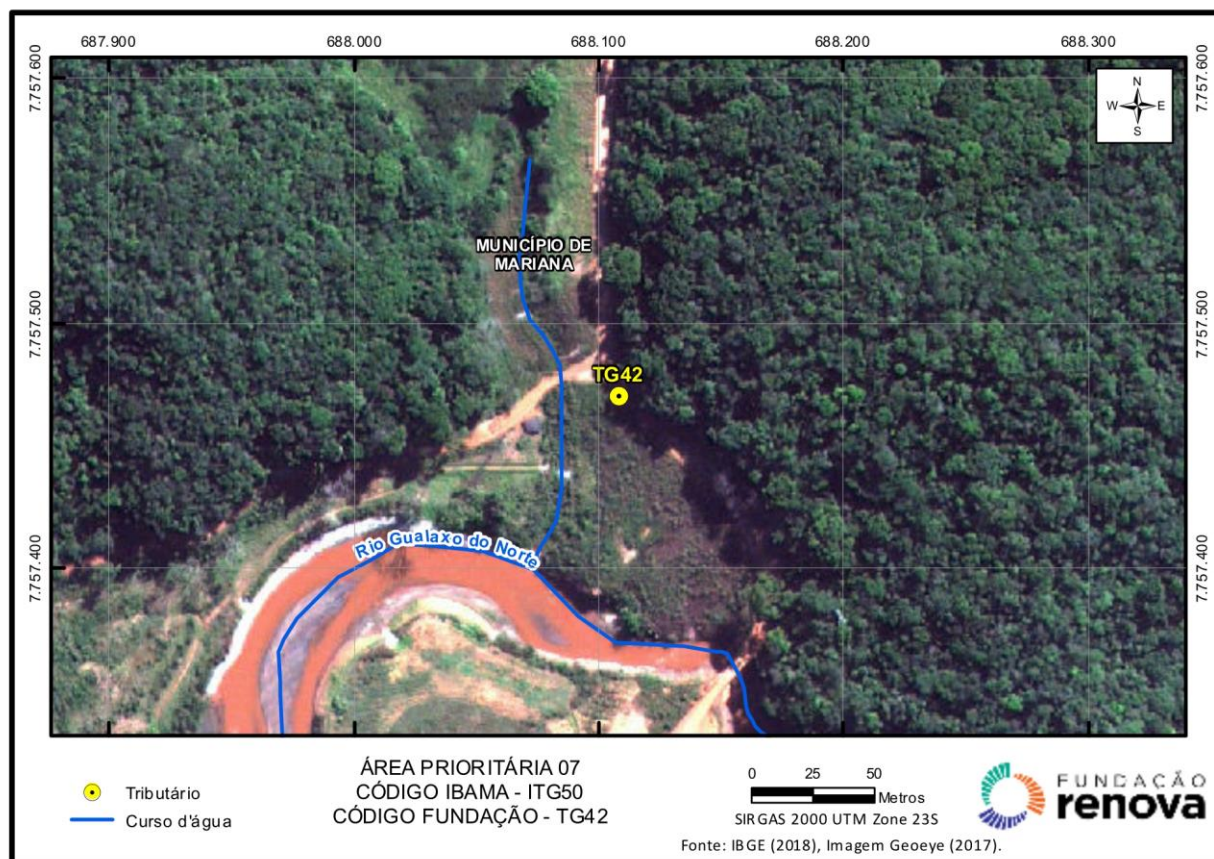 687.900 688.000 688.100 688.200 688.300
7.757.600 7.757.600
N
W E
S
MUNICÍPIO DE
MARIANA
7.757.500 7.757.500
TG42
Rio Gualaxo do Norte
7.757.400 7.757.400
Tributário
Curso d'água
ÁREA PRIORITÁRIA 07
CÓDIGO IBAMA - ITG50
CÓDIGO FUNDAÇÃO - TG42
0 25 50
Metros
SIRGAS 2000 UTM Zone 23S
Fonte: IBGE (2018), Imagem Geoeye (2017).
FUNDAÇÃO
renova